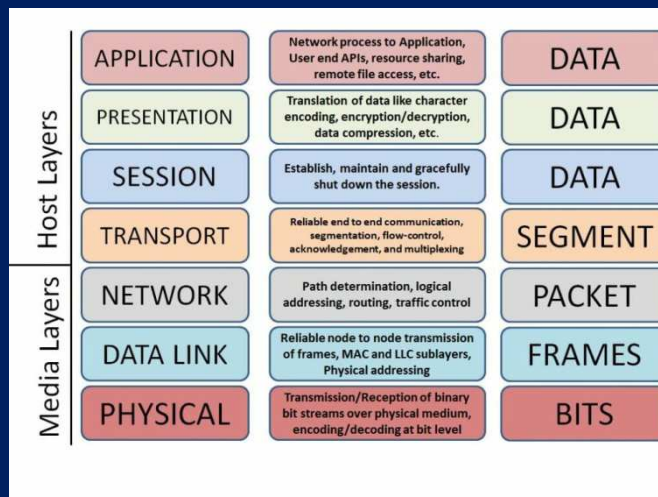 Host Layers
APPLICATION
Network process to Application,
User end APIs, resource sharing,
remote file access, etc.
DATA
PRESENTATION
Translation of data like character
encoding, encryption/decryption,
data compression, etc.
DATA
SESSION
Establish, maintain and gracefully
shut down the session.
DATA
TRANSPORT
Reliable end to end communication,
segmentation, flow-control,
acknowledgement, and multiplexing
SEGMENT
Media Layers
NETWORK
Path determination, logical
addressing, routing, traffic control
PACKET
DATA LINK
Reliable node to node transmission
of frames, MAC and LLC sublayers,
Physical addressing
FRAMES
PHYSICAL
Transmission/Reception of binary
bit streams over physical medium,
encoding/decoding at bit level
BITS